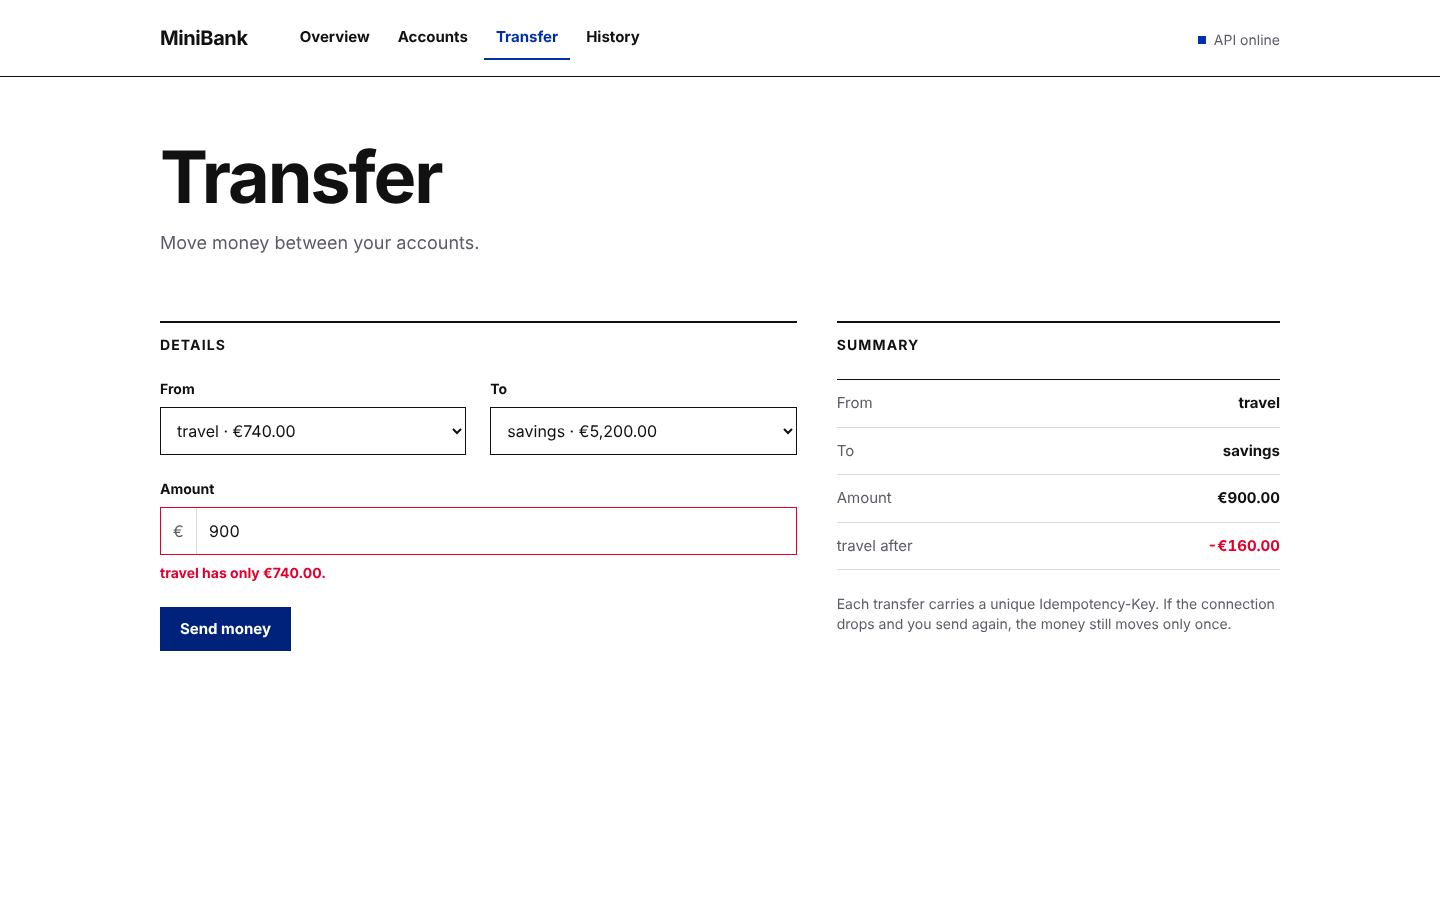 MiniBank
Overview
Accounts
Transfer
History
API online
Transfer
Move money between your accounts.
DETAILS
From
To
travel · €740.00
savings · €5,200.00
Amount
€
900
travel has only €740.00.
Send money
SUMMARY
From
travel
To
savings
Amount
€900.00
travel after
-€160.00
Each transfer carries a unique Idempotency-Key. If the connection
drops and you send again, the money still moves only once.